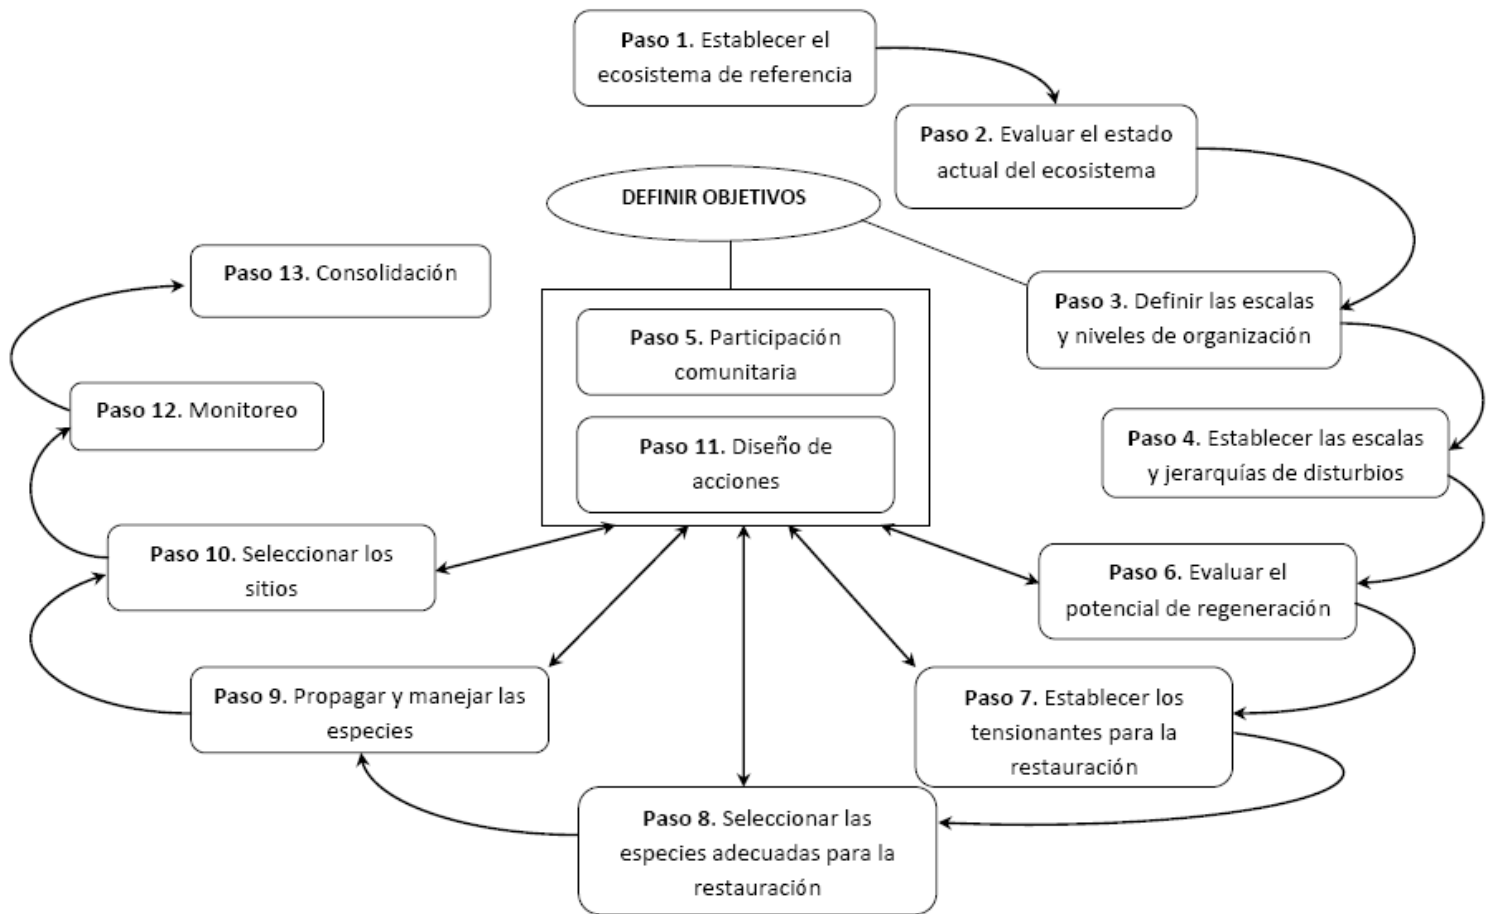 Paso 1. Establecer el
ecosistema de referencia
Paso 2. Evaluar el estado
actual del ecosistema
DEFINIR OBJETIVOS
Paso 13. Consolidación
Paso 3. Definir las escalas
y niveles de organización
Paso 5. Participación
comunitaria
Paso 12. Monitoreo
Paso 4. Establecer las escalas
y jerarquías de disturbios
Paso 11. Diseño de
acciones
Paso 10. Seleccionar los
sitios
Paso 6. Evaluar el
potencial de regeneración
Paso 9. Propagar y manejar las
especies
Paso 7. Establecer los
tensionantes para la
restauración
Paso 8. Seleccionar las
especies adecuadas para la
restauración